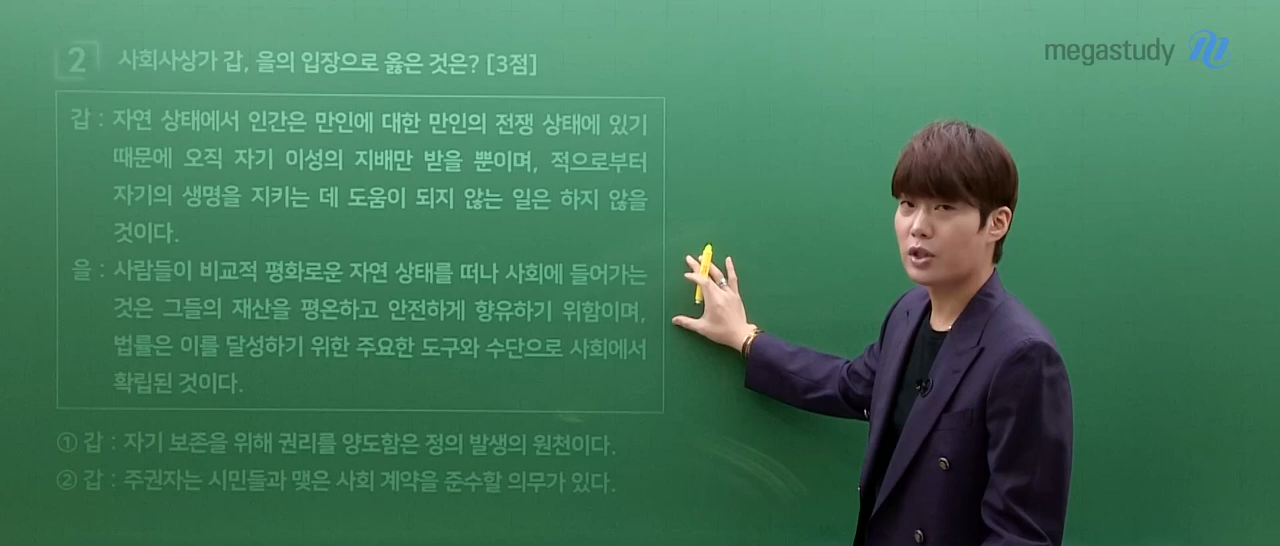 megastudy
2 사회사상가 갑, 을의 입장으로 옳은 것은? [3점]
갑 : 자연 상태에서 인간은 만인에 대한 만인의 전쟁 상태에 있기
때문에 오직 자기 이성의 지배만 받을 뿐이며, 적으로부터
자기의 생명을 지키는 데 도움이 되지 않는 일은 하지 않을
것이다.
을 : 사람들이 비교적 평화로운 자연 상태를 떠나 사회에 들어가는
것은 그들의 재산을 평온하고 안전하게 향유하기 위함이며,
법률은 이를 달성하기 위한 주요한 도구와 수단으로 사회에서
확립된 것이다.
① 갑 : 자기 보존을 위해 권리를 양도함은 정의 발생의 원천이다.
② 갑 : 주권자는 시민들과 맺은 사회 계약을 준수할 의무가 있다.